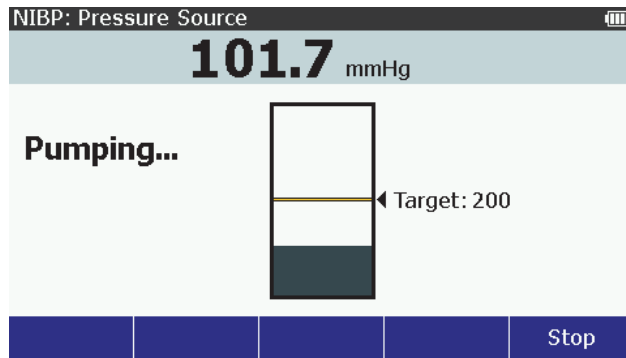 NIBP: Pressure Source
101.7 mmHg
Pumping...
Target: 200
Stop